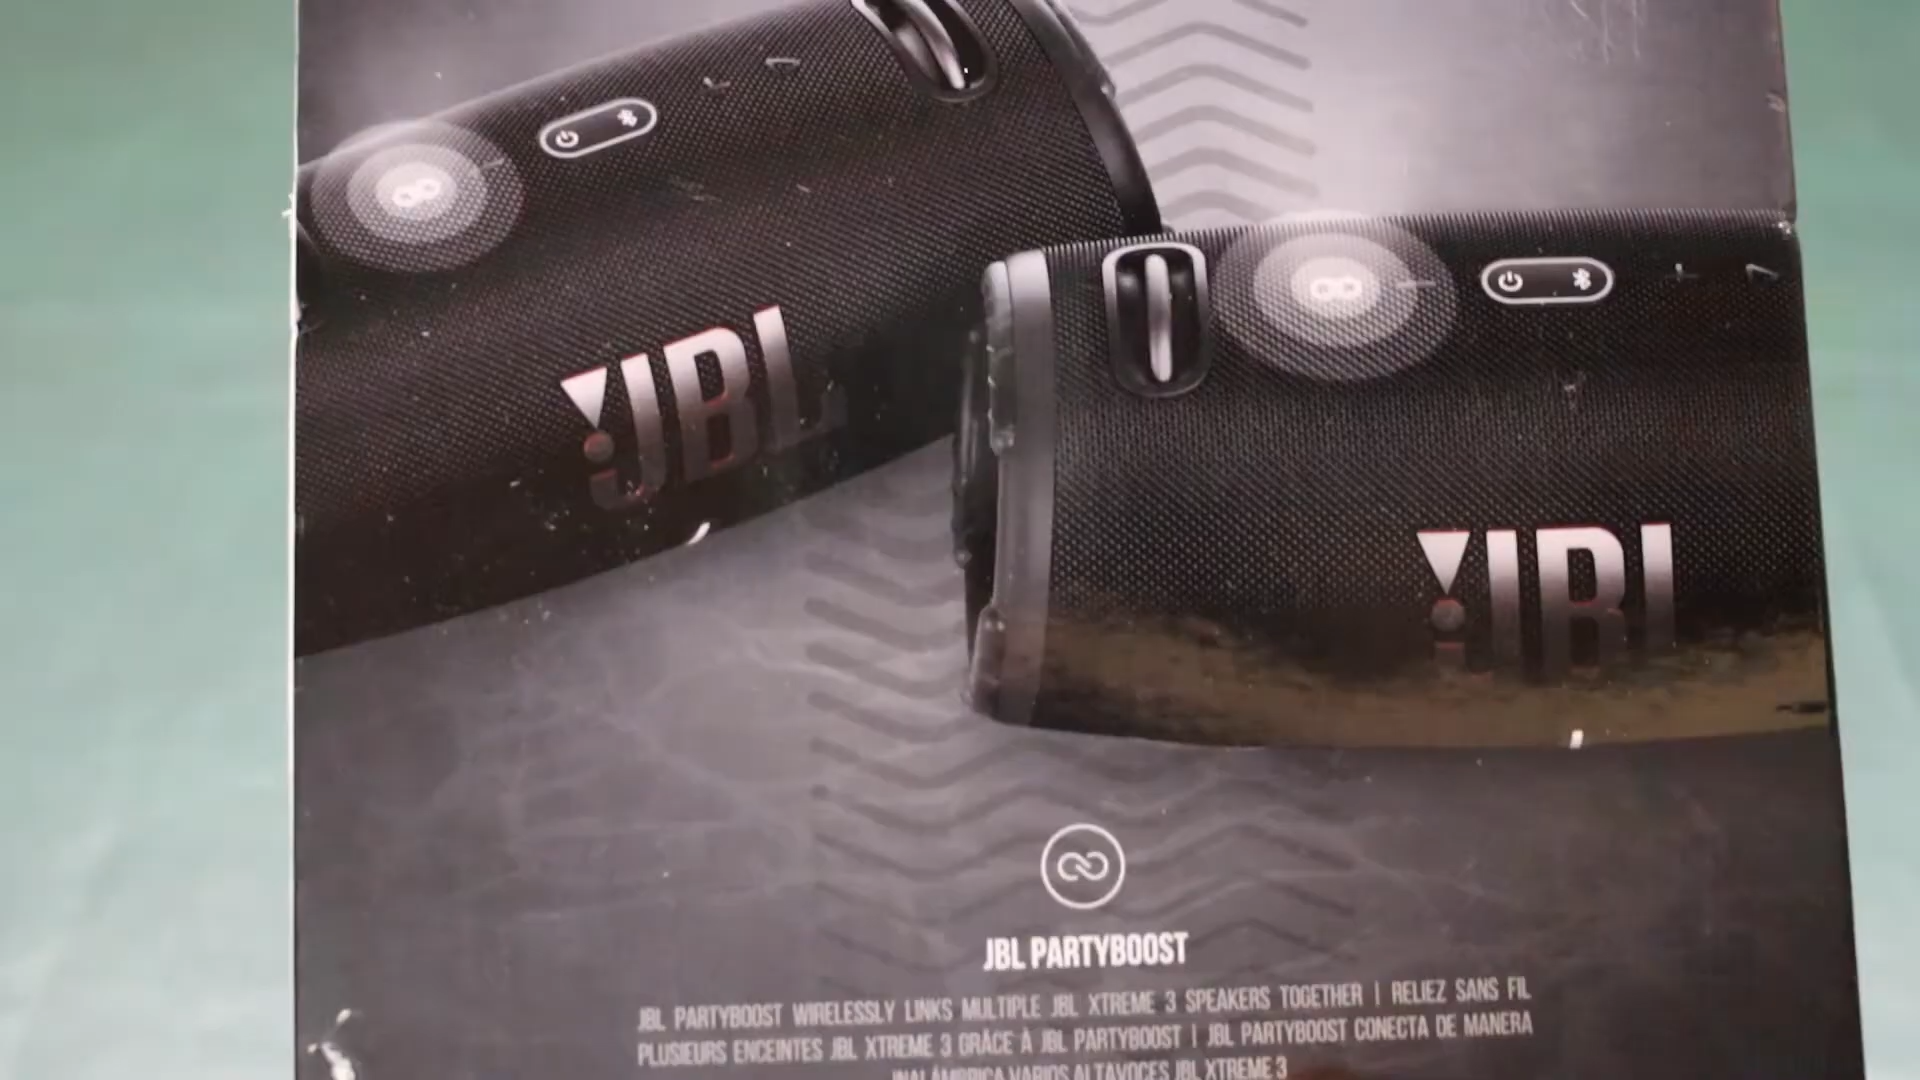 JBL
JBL
JBL PARTYBOOST
JBL PARTYBOOST WIRELESSLY LINKS MULTIPLE JBL XTREME 3 SPEAKERS TOGETHER | RELIEZ SANS FIL
PLUSIEURS ENCEINTES JBL XTREME 3 GRÂCE À JBL PARTYBOOST | JBL PARTYBOOST CONECTA DE MANERA
INALÁMBRICA VARIOS ALTAVOCES JBL XTREME 3